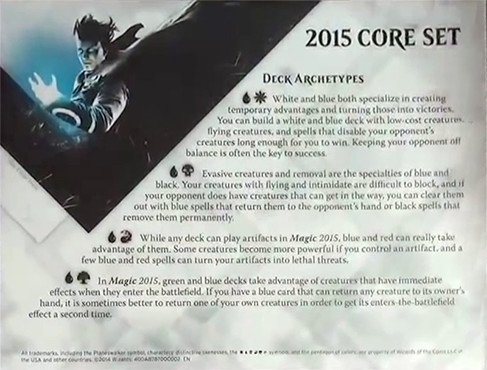 2015 CORE SET
DECK ARCHETYPES
White and blue both specialize in creating
temporary advantages and turning those into victories.
You can build a white and blue deck with low-cost creatures,
flying creatures, and spells that disable your opponent's
creatures long enough for you to win. Keeping your opponent off
balance is often the key to success.
Evasive creatures and removal are the specialties of blue and
black. Your creatures with flying and intimidate are difficult to block, and if
your opponent does have creatures that can get in the way, you can clear them
out with blue spells that return them to the opponent's hand or black spells that
remove them permanently.
While any deck can play artifacts in Magic 2015, blue and red can really take
advantage of them. Some creatures become more powerful if you control an artifact, and a
few blue and red spells can turn your artifacts into lethal threats.
In Magic 2015, green and blue decks take advantage of creatures that have immediate
effects when they enter the battlefield. If you have a blue card that can return any creature to its owner's
hand, it is sometimes better to return one of your own creatures in order to get its enters-the-battlefield
effect a second time.
All trademarks, including the Planeswalker symbol, characters' distinctive likenesses, the symbols, and the of are property of Wizards of the Coast LLC in
the USA and other countries. ©2014 Wizards. EN